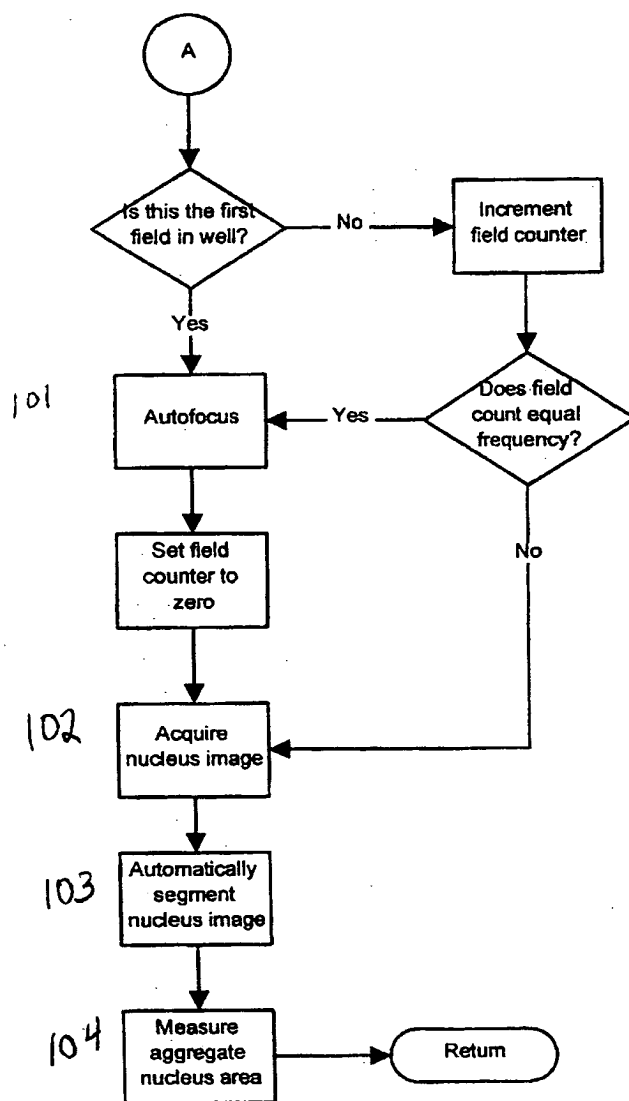 A
Is this the first
field in well?
No
Increment
field counter
Yes
101
Autofocus
Yes
Does field
count equal
frequency?
Set field
counter to
zero
No
102
Acquire
nucleus image
103
Automatically
segment
nucleus image
104
Measure
aggregate
nucleus area
Return